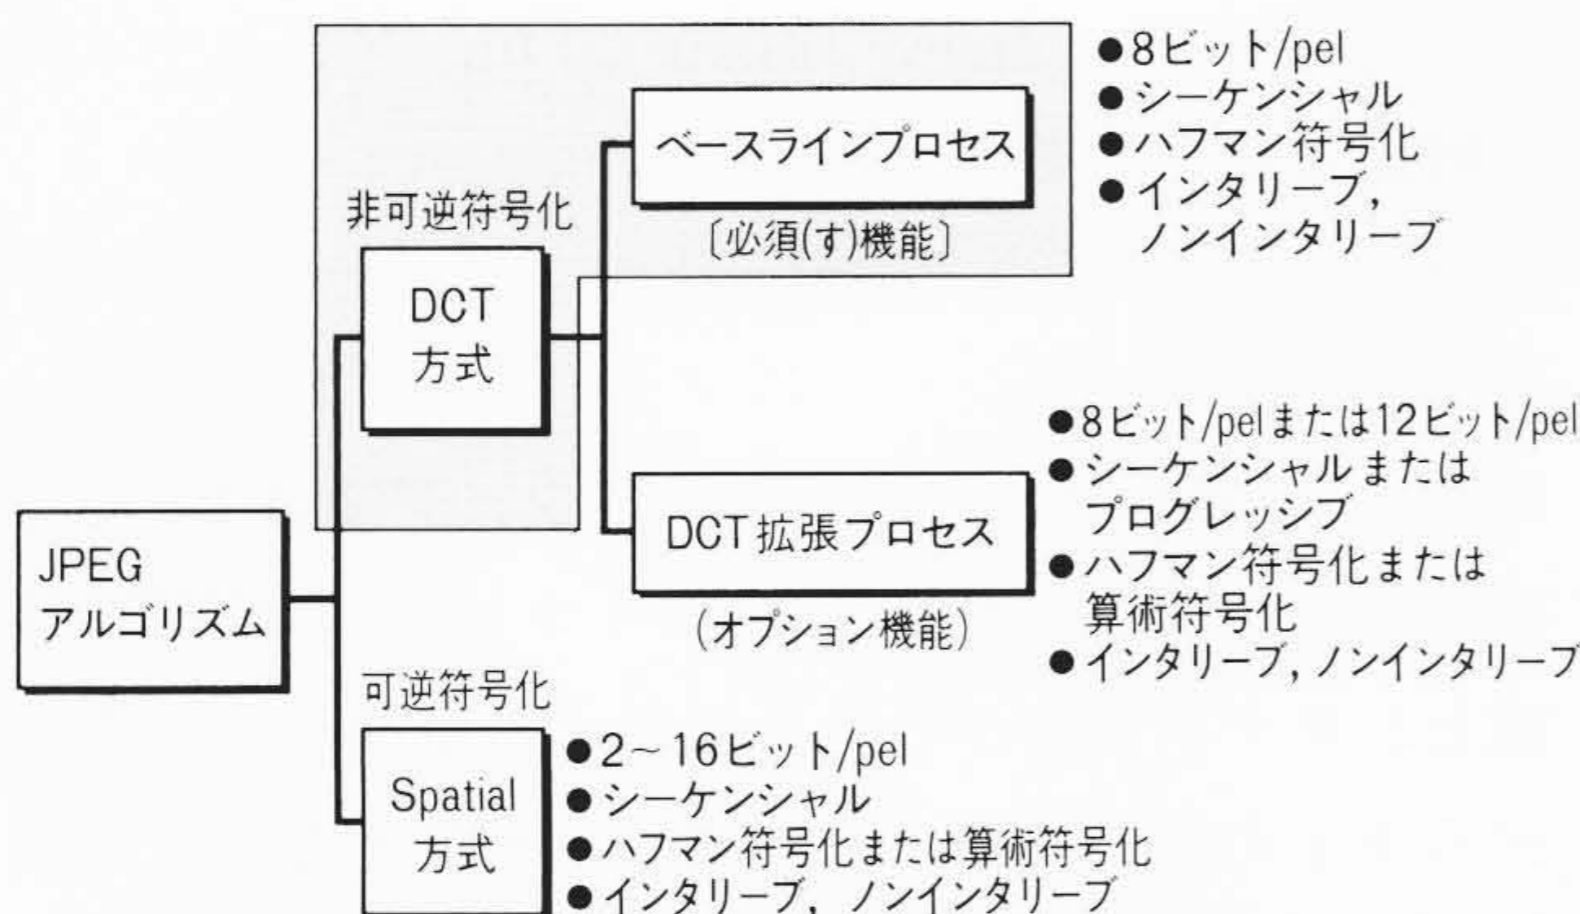 ●8ビット/pel
●シーケンシャル
●ハフマン符号化
●インタリーブ,
ノンインタリーブ
ベースラインプロセス
〔必須(す)機能〕
非可逆符号化
DCT
方式
●8ビット/pelまたは12ビット/pel
●シーケンシャルまたは
プログレッシブ
●ハフマン符号化または
算術符号化
●インタリーブ, ノンインタリーブ
DCT拡張プロセス
(オプション機能)
JPEG
アルゴリズム
可逆符号化
Spatial
方式
●2~16ビット/pel
●シーケンシャル
●ハフマン符号化または算術符号化
●インタリーブ, ノンインタリーブ